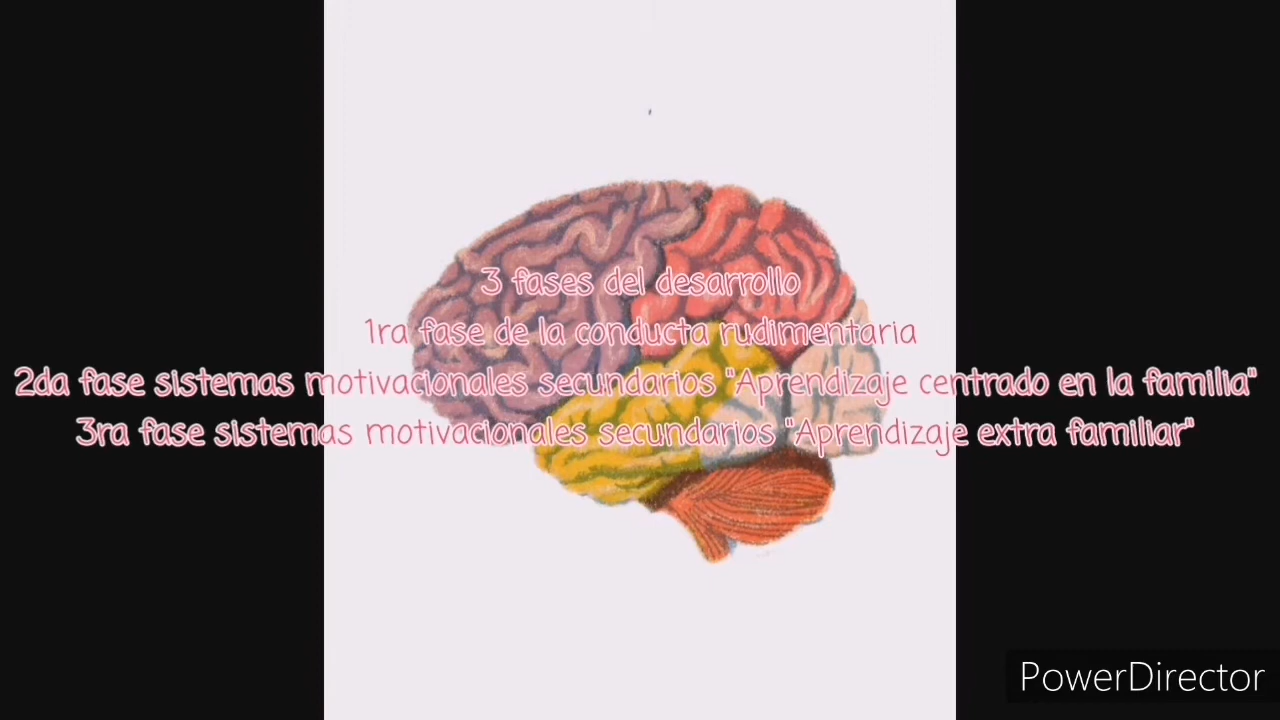 3 fases del desarrollo
1ra fase de la conducta rudimentaria
2da fase sistemas motivacionales secundarios "Aprendizaje centrado en la familia"
3ra fase sistemas motivacionales secundarios "Aprendizaje extra familiar"
PowerDirector